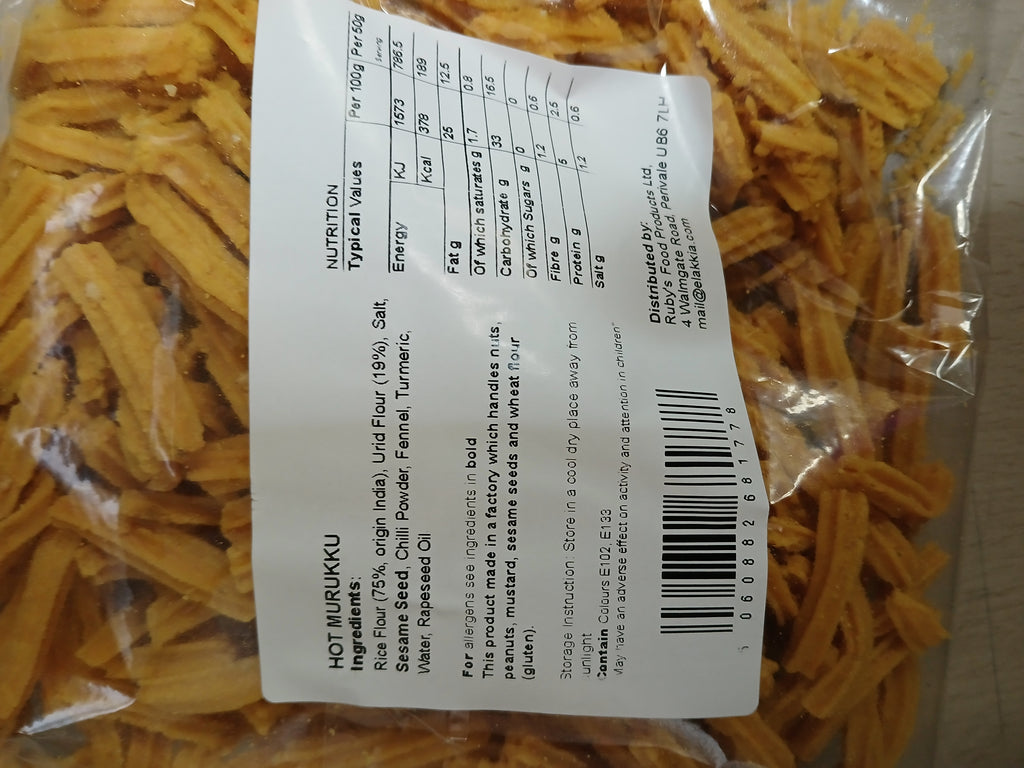 HOT MURUKKU
Ingredients:
Rice Flour (75%, origin India), Urid Flour (19%), Salt,
Sesame Seed, Chilli Powder, Fennel, Turmeric,
Water, Rapeseed Oil
For allergens see ingredients in bold
This product made in a factory which handles nuts,
peanuts, mustard, sesame seeds and wheat flour
(gluten).
Storage Instruction: Store in a cool dry place away from
unlight
Contain Colours E102, E133
May have an adverse effect on activity and attention in children"
5 060882 681778
NUTRITION
Typical Values Per 100g Per 50g
Serving
Energy KJ 1573 786.5
Kcal 378 189
Fat g 25 12.5
Of which saturates g 1.7 0.8
Carbohydrate g 33 16.5
Of which Sugars g 0 0
Fibre g 1.2 0.6
Protein g 5 2.5
Salt g 1.2 0.6
Distributed by:
Ruby's Food Products Ltd,
4 Walmgate Road, Perivale UB6 7LH
mail@elakkia.com